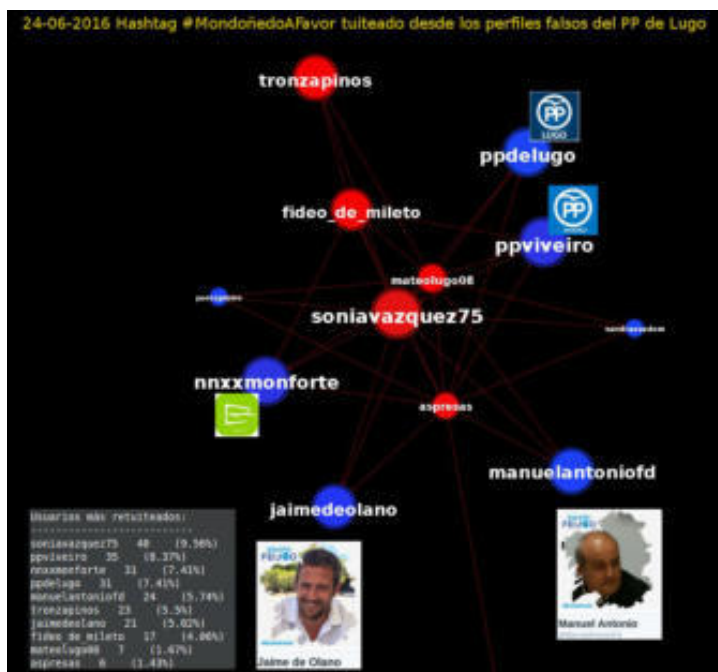 24-06-2016 Hashtag #MondoñedoAFavor tuiteado desde los perfiles falsos del PP de Lugo
tronzapinos
PP
LUGO
ppdelugo
fideo_de_mileto
PP
ppviveiro
mateolugo08
soniavazquez75
nnxxmonforte
aspresas
manuelantoniofd
jaimedeolano
Usuarios más retuiteados:
-------------------------
soniavazquez75 40 (9.56%)
ppviveiro 35 (8.37%)
nnxxmonforte 31 (7.41%)
ppdelugo 31 (7.41%)
manuelantoniofd 24 (5.74%)
tronzapinos 23 (5.5%)
jaimedeolano 21 (5.02%)
fideo_de_mileto 17 (4.06%)
mateolugo08 7 (1.67%)
aspresas 6 (1.43%)
FEIJOO
Jaime de Olano
Manuel Antonio